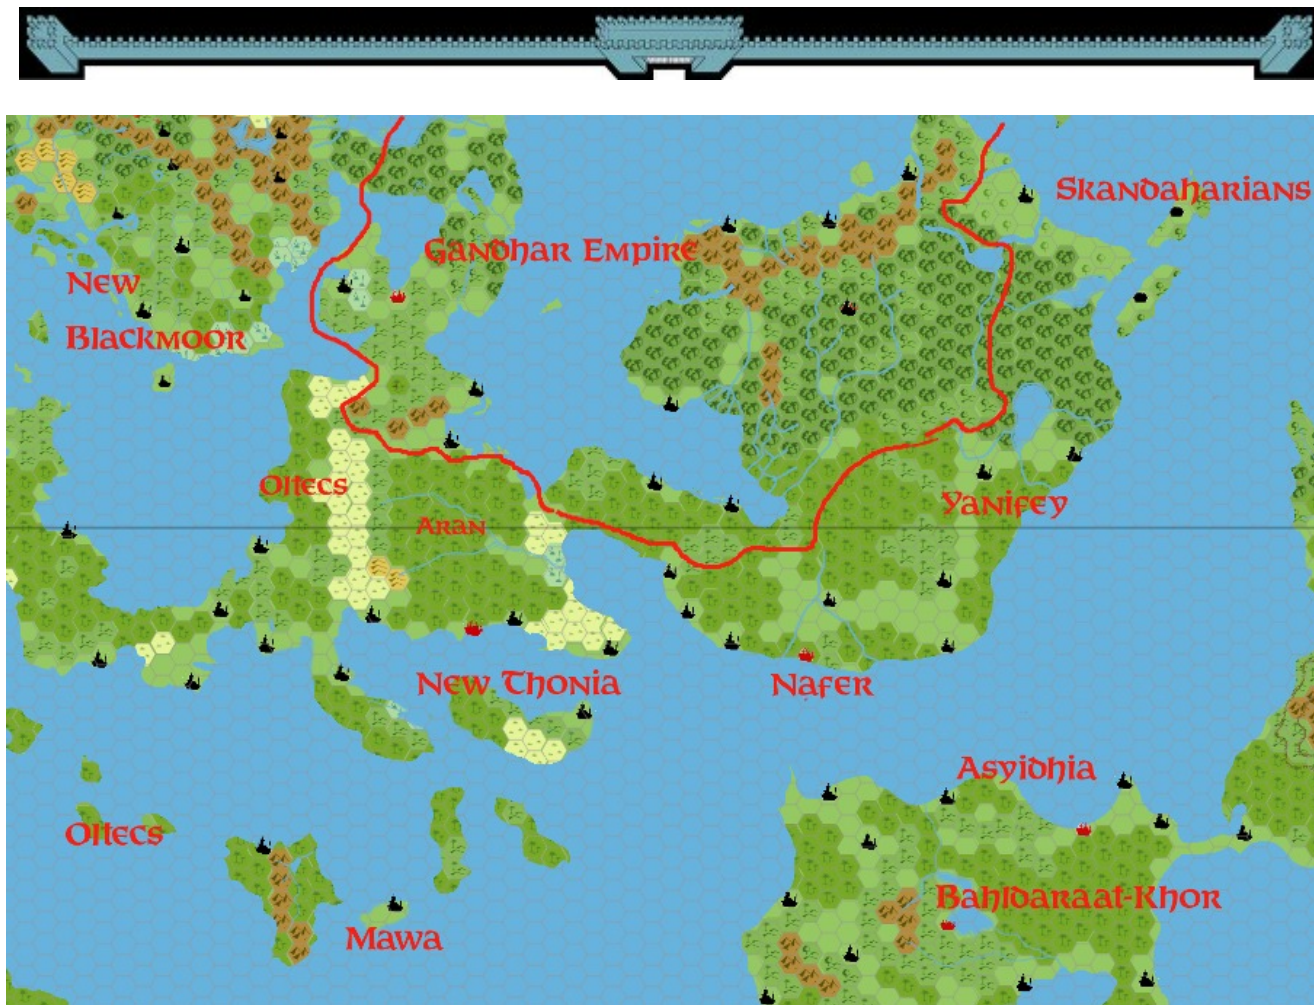 Skandaharians
Gandhar Empire
New
Blackmoor
Oltecs
Aran
Yanifey
New Thonia
Nafer
Asyidhia
Oltecs
Bahldaraat-Khor
Mawa